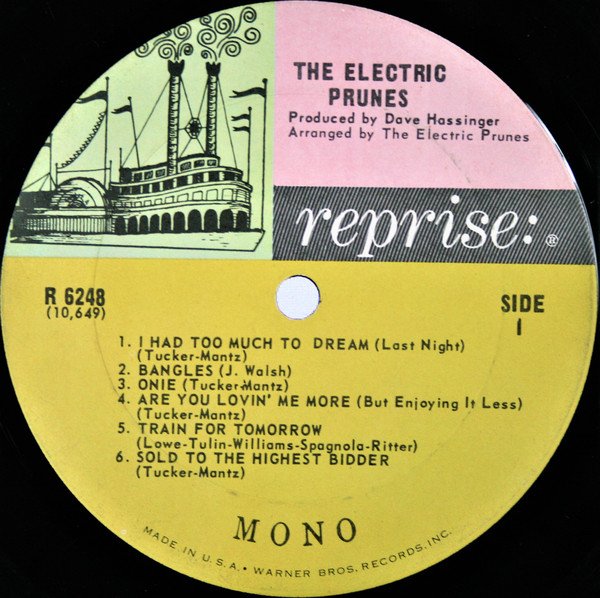 THE ELECTRIC
PRUNES
Produced by Dave Hassinger
Arranged by The Electric Prunes
reprise: ®
R 6248
(10,649)
SIDE
1
1. I HAD TOO MUCH TO DREAM (Last Night)
(Tucker-Mantz)
2. BANGLES (J. Walsh)
3. ONIE (Tucker-Mantz)
4. ARE YOU LOVIN' ME MORE (But Enjoying It Less)
(Tucker-Mantz)
5. TRAIN FOR TOMORROW
(Lowe-Tulin-Williams-Spagnola-Ritter)
6. SOLD TO THE HIGHEST BIDDER
(Tucker-Mantz)
MONO
MADE IN U.S.A. • WARNER BROS. RECORDS, INC.